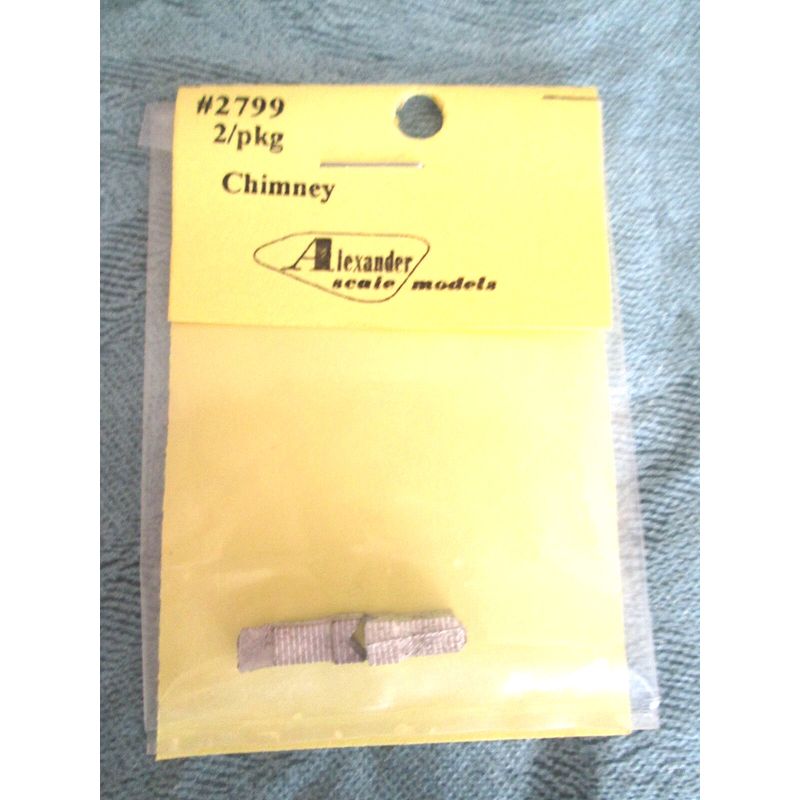 #2799
2/pkg
Chimney
Alexander
scale models